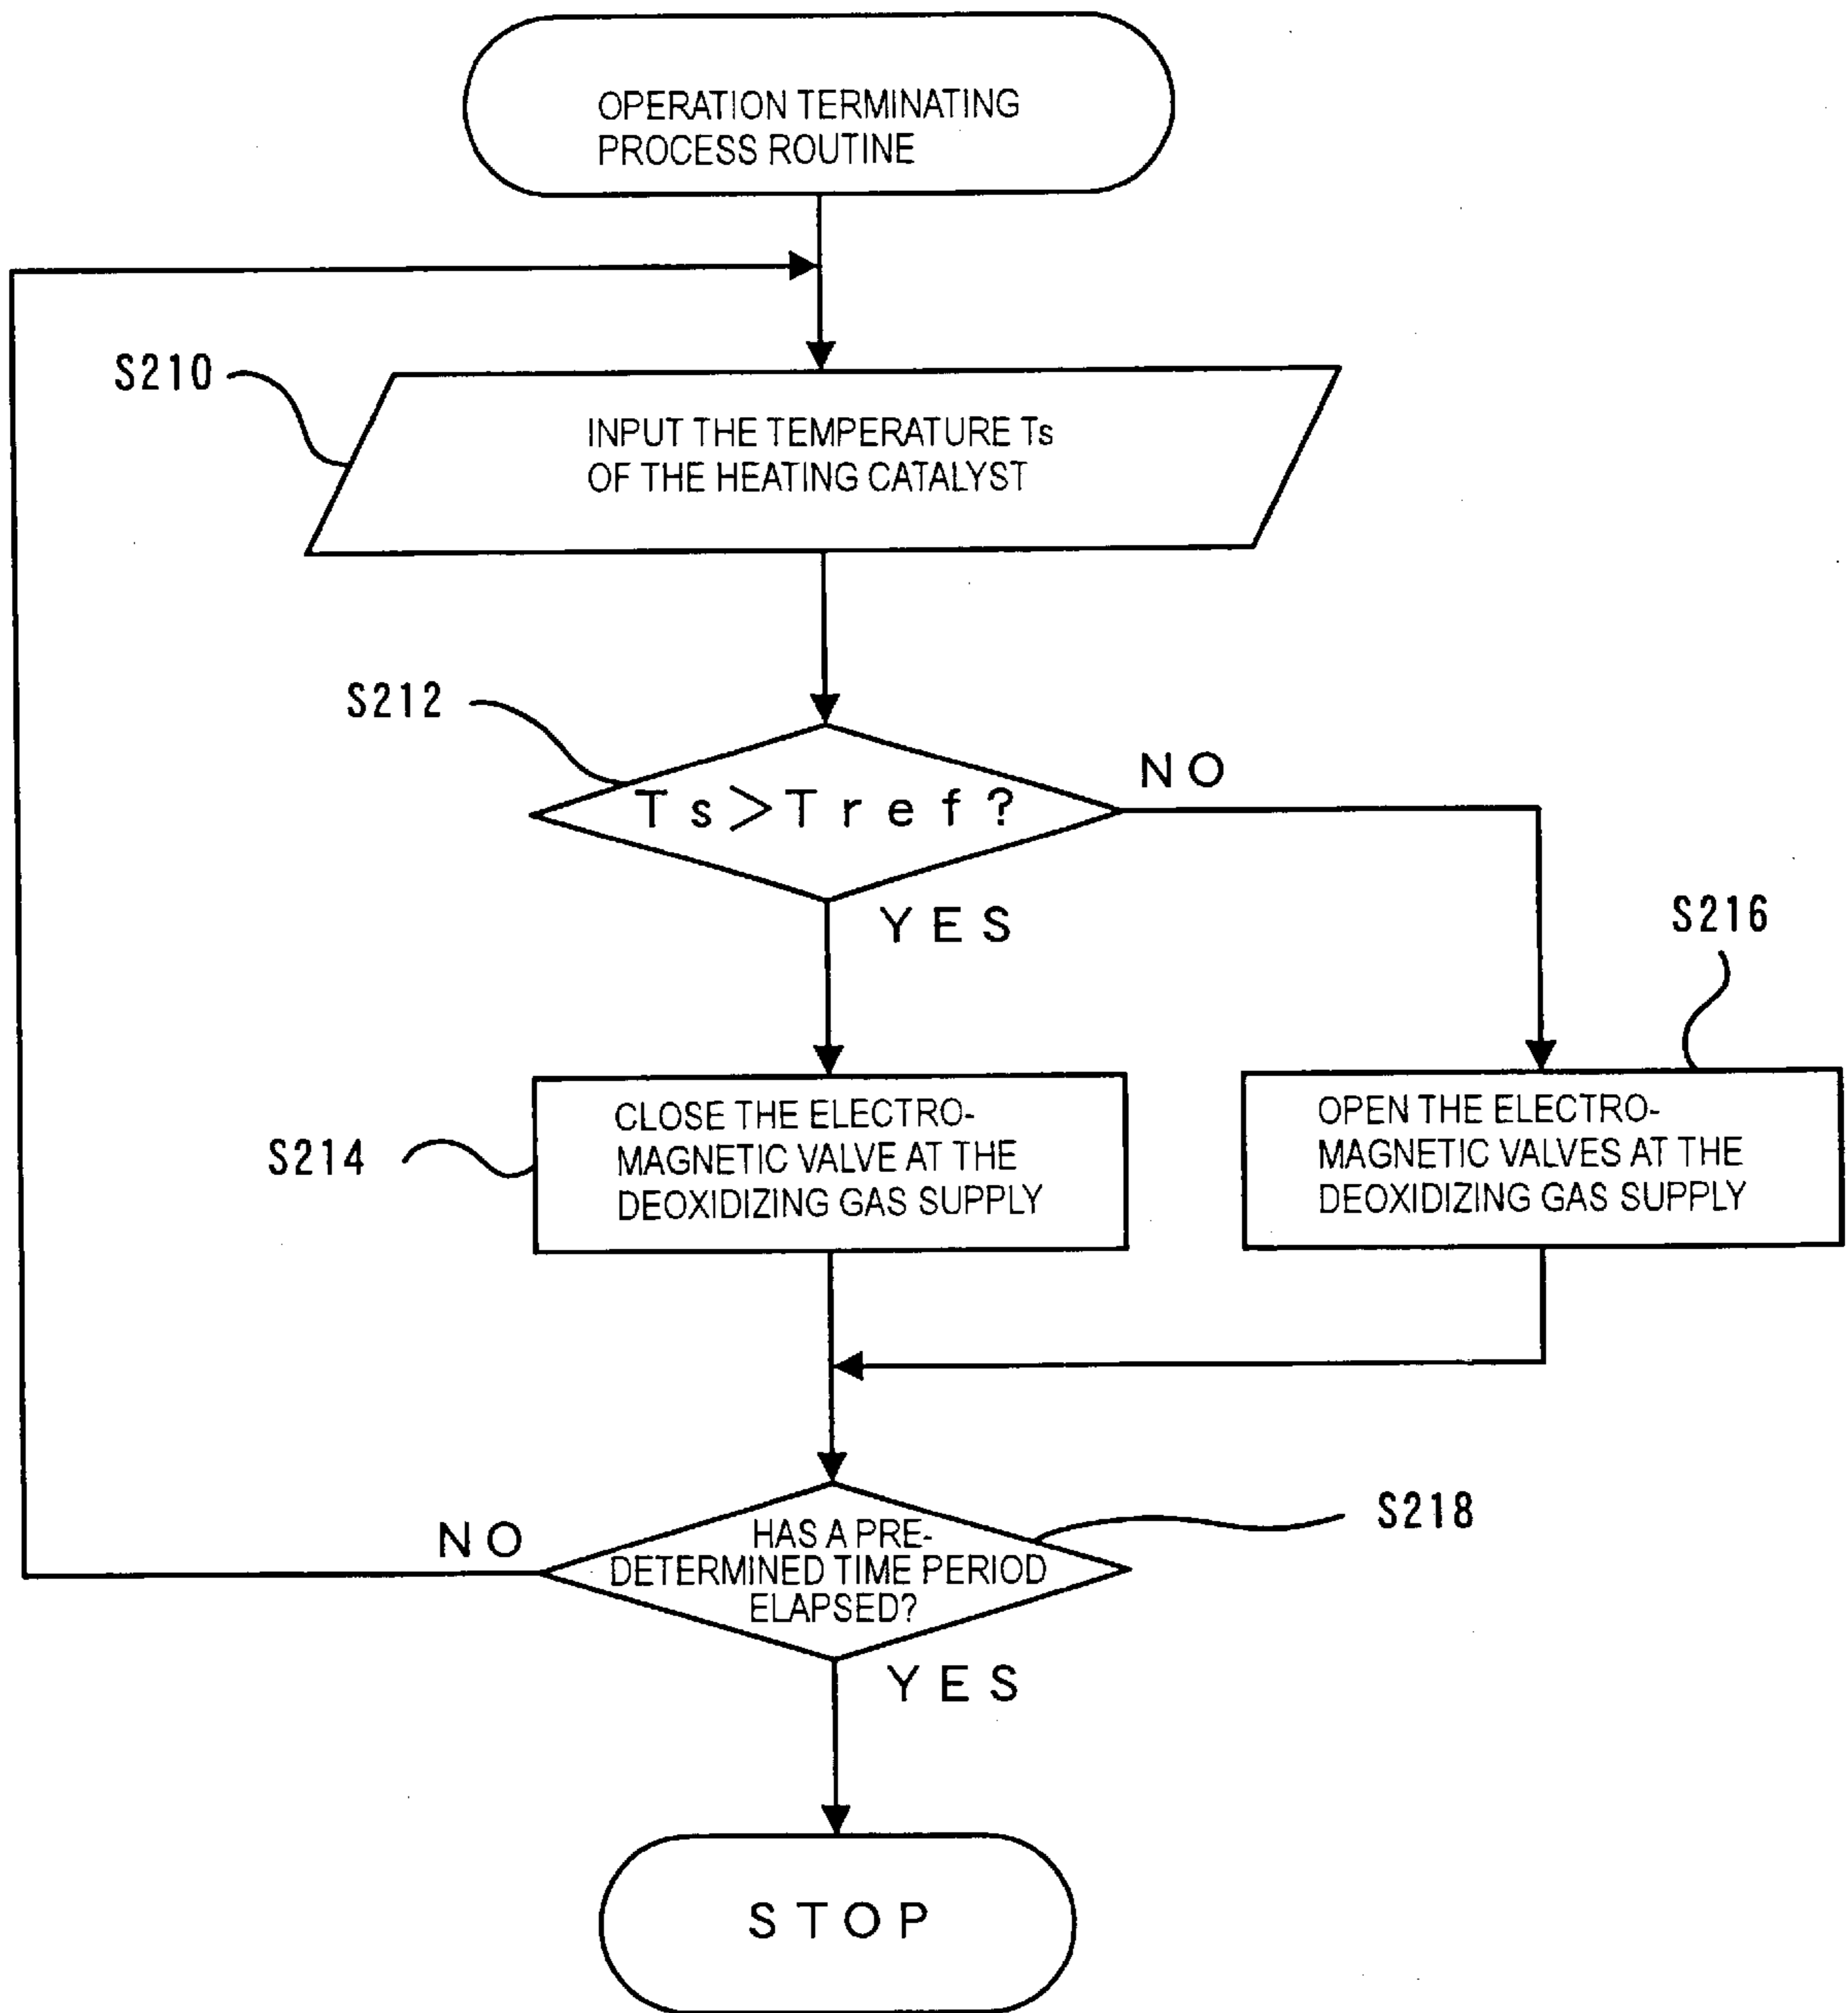 OPERATION TERMINATING
PROCESS ROUTINE
S210
INPUT THE TEMPERATURE Ts
OF THE HEATING CATALYST
S212
Ts>Tref?
NO
YES
S216
S214
CLOSE THE ELECTRO-
MAGNETIC VALVE AT THE
DEOXIDIZING GAS SUPPLY
OPEN THE ELECTRO-
MAGNETIC VALVES AT THE
DEOXIDIZING GAS SUPPLY
S218
NO
HAS A PRE-
DETERMINED TIME PERIOD
ELAPSED?
YES
STOP